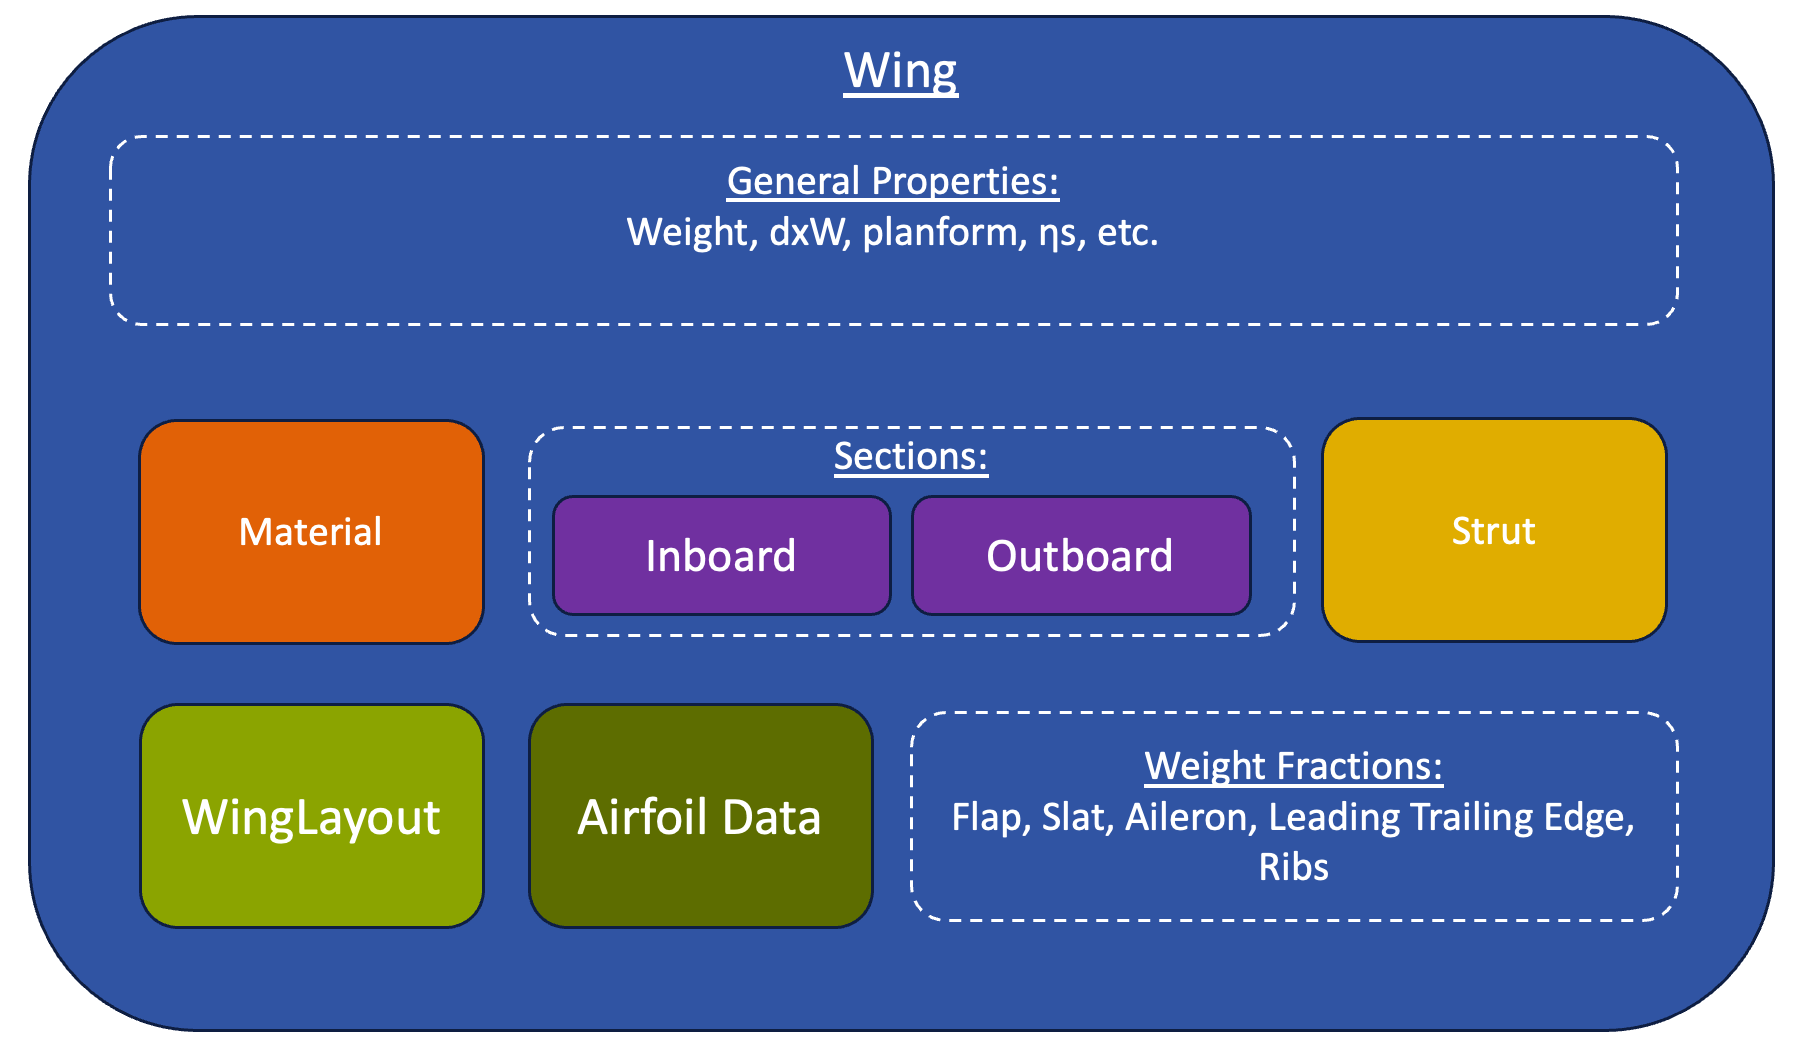 Wing
General Properties:
Weight, dxW, planform, ηs, etc.
Material
Sections:
Inboard
Outboard
Strut
WingLayout
Airfoil Data
Weight Fractions:
Flap, Slat, Aileron, Leading Trailing Edge,
Ribs